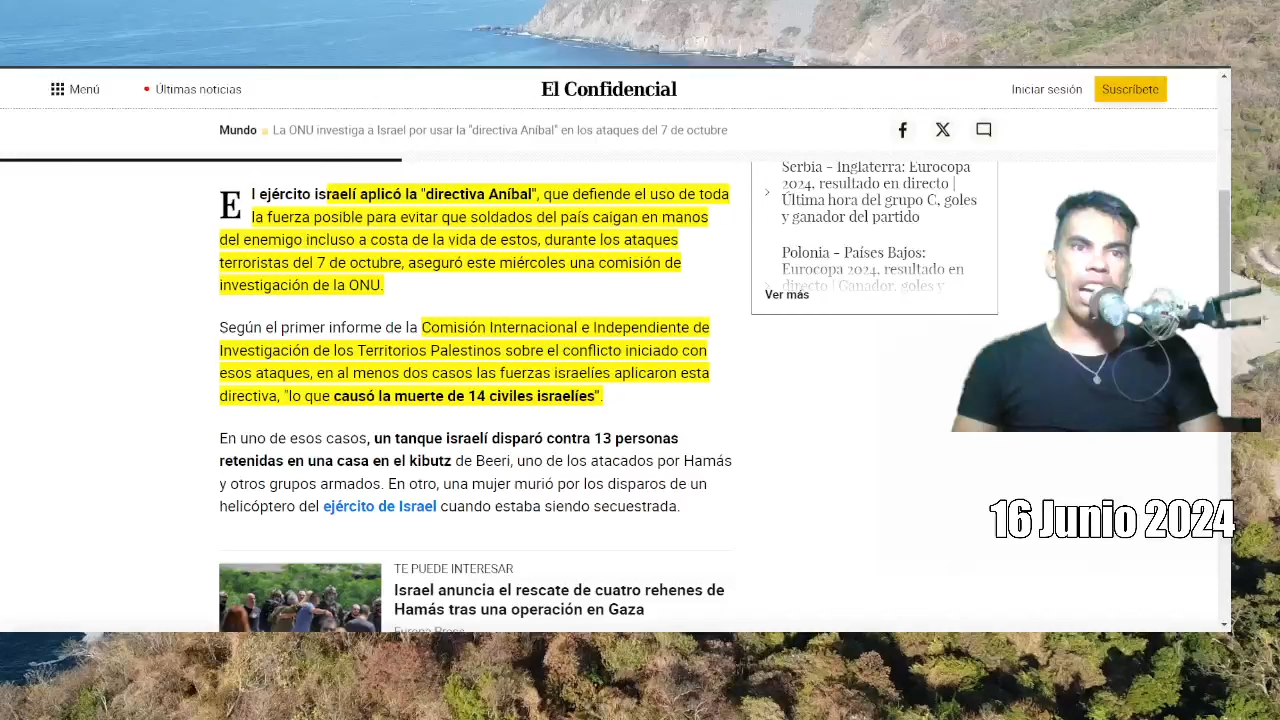 Menú
Últimas noticias
El Confidencial
Iniciar sesión
Suscríbete
Mundo La ONU investiga a Israel por usar la "directiva Aníbal" en los ataques del 7 de octubre
El ejército israelí aplicó la "directiva Aníbal", que defiende el uso de toda
la fuerza posible para evitar que soldados del país caigan en manos
del enemigo incluso a costa de la vida de estos, durante los ataques
terroristas del 7 de octubre, aseguró este miércoles una comisión de
investigación de la ONU.
Según el primer informe de la Comisión Internacional e Independiente de
Investigación de los Territorios Palestinos sobre el conflicto iniciado con
esos ataques, en al menos dos casos las fuerzas israelíes aplicaron esta
directiva, "lo que causó la muerte de 14 civiles israelíes".
En uno de esos casos, un tanque israelí disparó contra 13 personas
retenidas en una casa en el kibutz de Beeri, uno de los atacados por Hamás
y otros grupos armados. En otro, una mujer murió por los disparos de un
helicóptero del ejército de Israel cuando estaba siendo secuestrada.
TE PUEDE INTERESAR
Israel anuncia el rescate de cuatro rehenes de
Hamás tras una operación en Gaza
Europa Press
Serbia - Inglaterra: Eurocopa
2024, resultado en directo |
Última hora del grupo C, goles
y ganador del partido
Polonia - Países Bajos:
Eurocopa 2024, resultado en
directo | Ganador, goles y
Ver más
16 Junio 2024